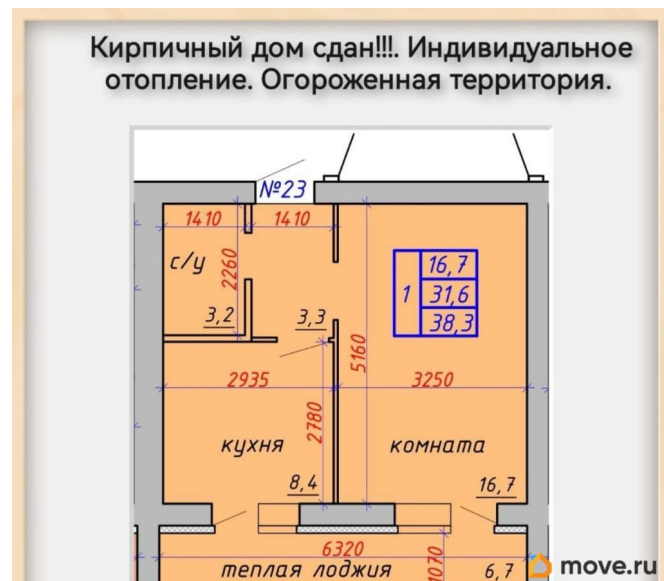 Кирпичный дом сдан!!!. Индивидуальное
отопление. Огороженная территория.
№23
1410 1410
с/у
2260
16,7
1 31,6
38,3
3,2 3,3
5160
2935 3250
2780
кухня комната
8,4 16,7
6320
теплая лоджия 1070 6,7
move.ru